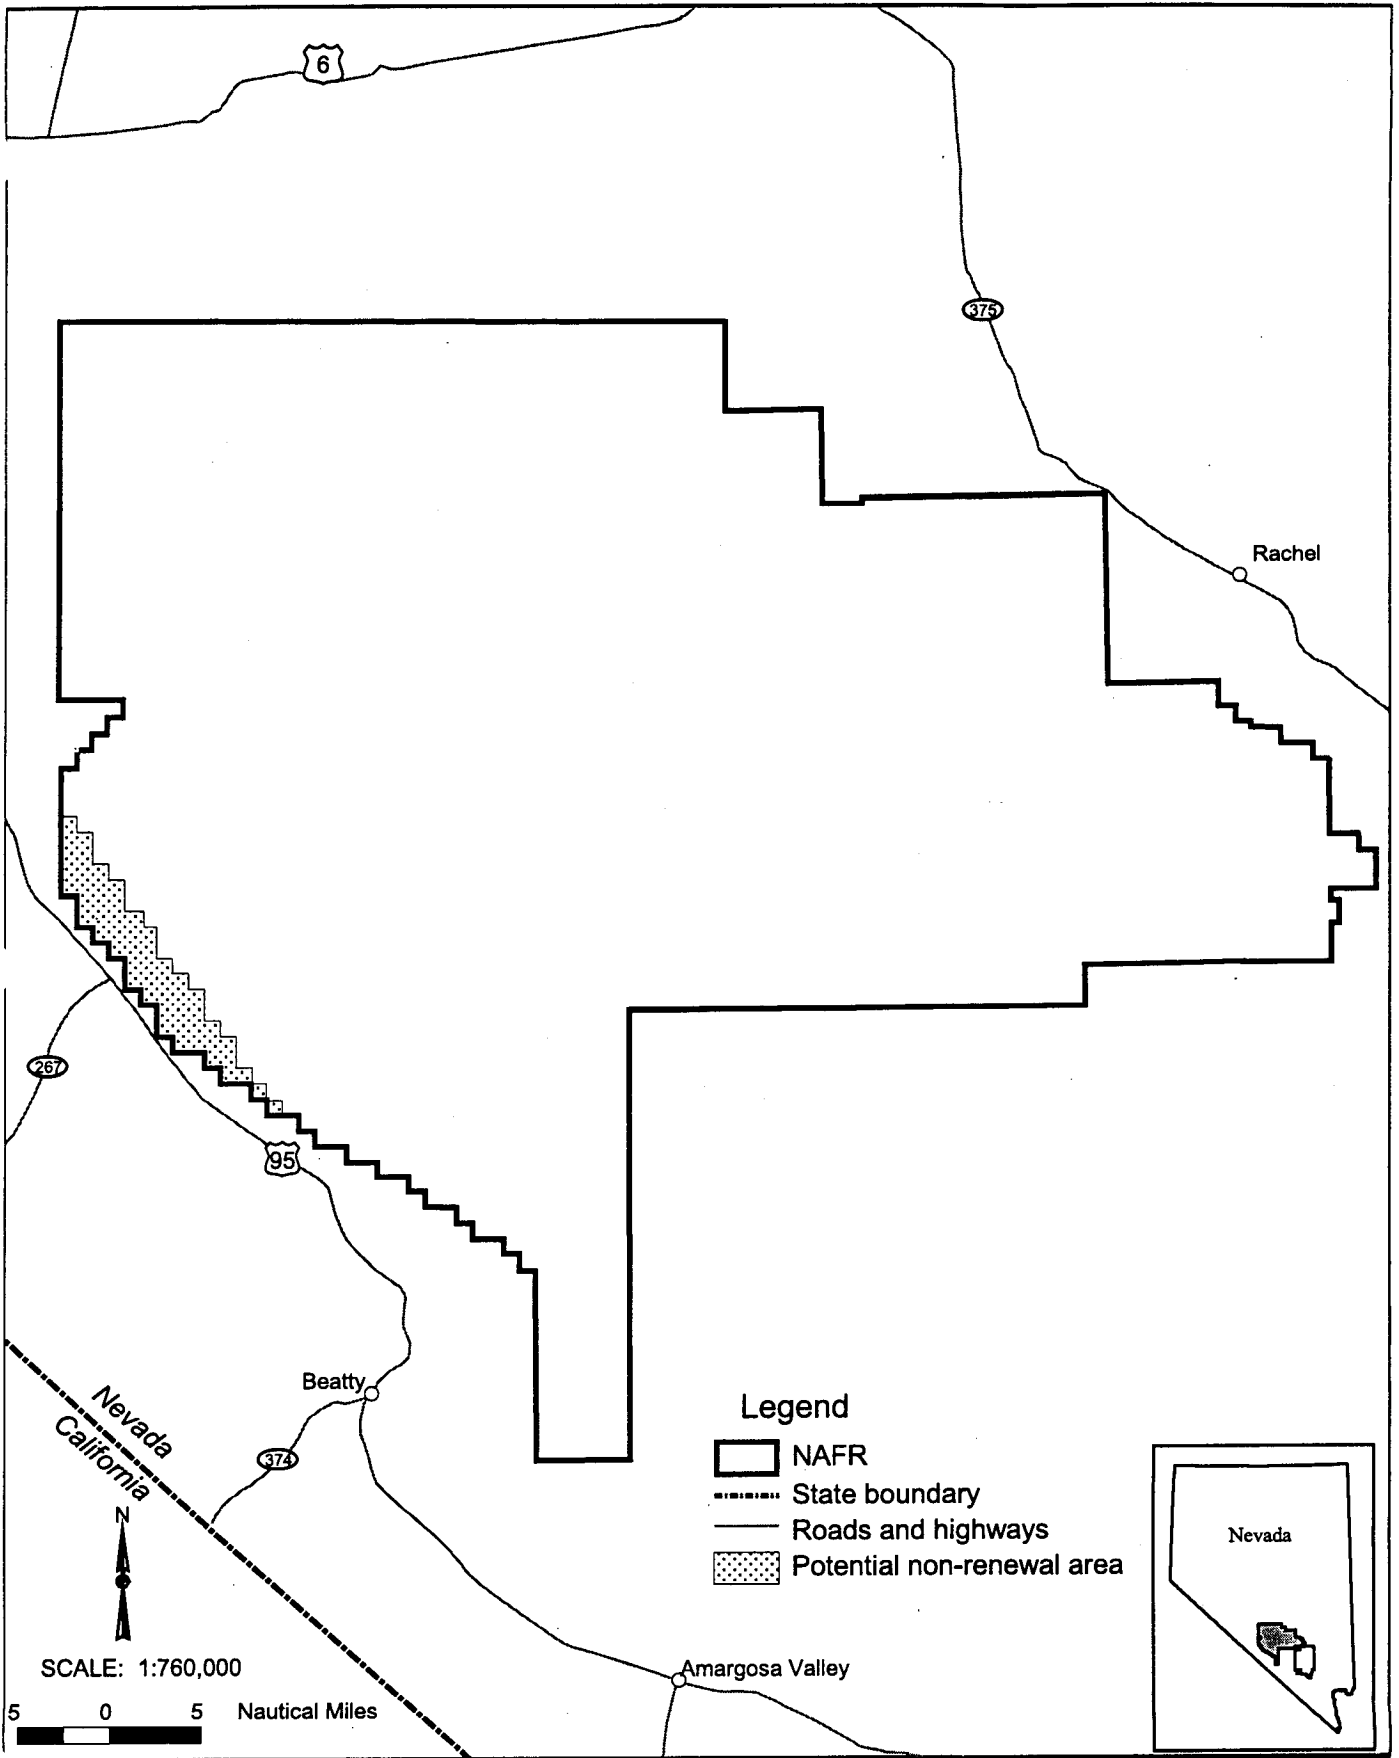 6
375
Rachel
267
95
Beatty
Nevada
California
374
Legend
NAFR
State boundary
Roads and highways
Potential non-renewal area
Nevada
N
SCALE: 1:760,000
5 0 5 Nautical Miles
Amargosa Valley